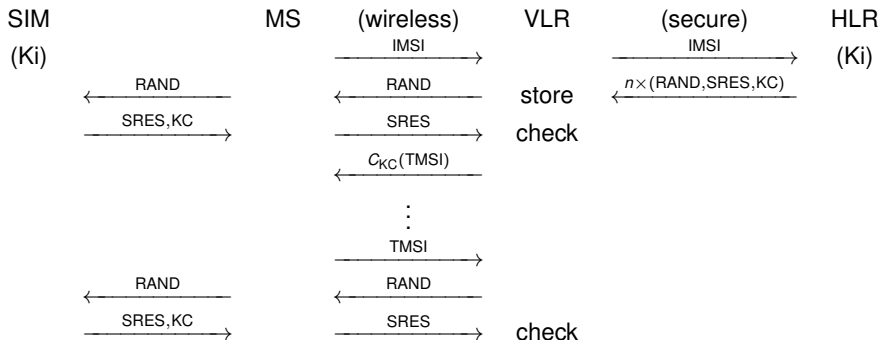 SIM MS (wireless) VLR (secure) HLR
(Ki) IMSI IMSI (Ki)
RAND RAND store n×(RAND,SRES,KC)
SRES,KC SRES check
C_KC(TMSI)
⋮
TMSI
RAND RAND
SRES,KC SRES check